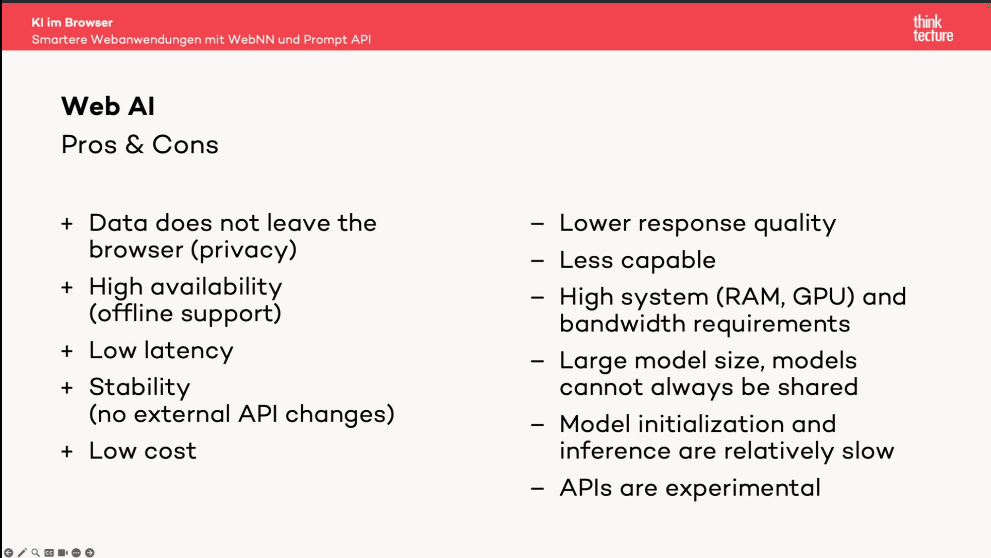 KI im Browser
Smartere Webanwendungen mit WebNN und Prompt API
think
tecture
Web AI
Pros & Cons
+ Data does not leave the
browser (privacy)
+ High availability
(offline support)
+ Low latency
+ Stability
(no external API changes)
+ Low cost
– Lower response quality
– Less capable
– High system (RAM, GPU) and
bandwidth requirements
– Large model size, models
cannot always be shared
– Model initialization and
inference are relatively slow
– APIs are experimental